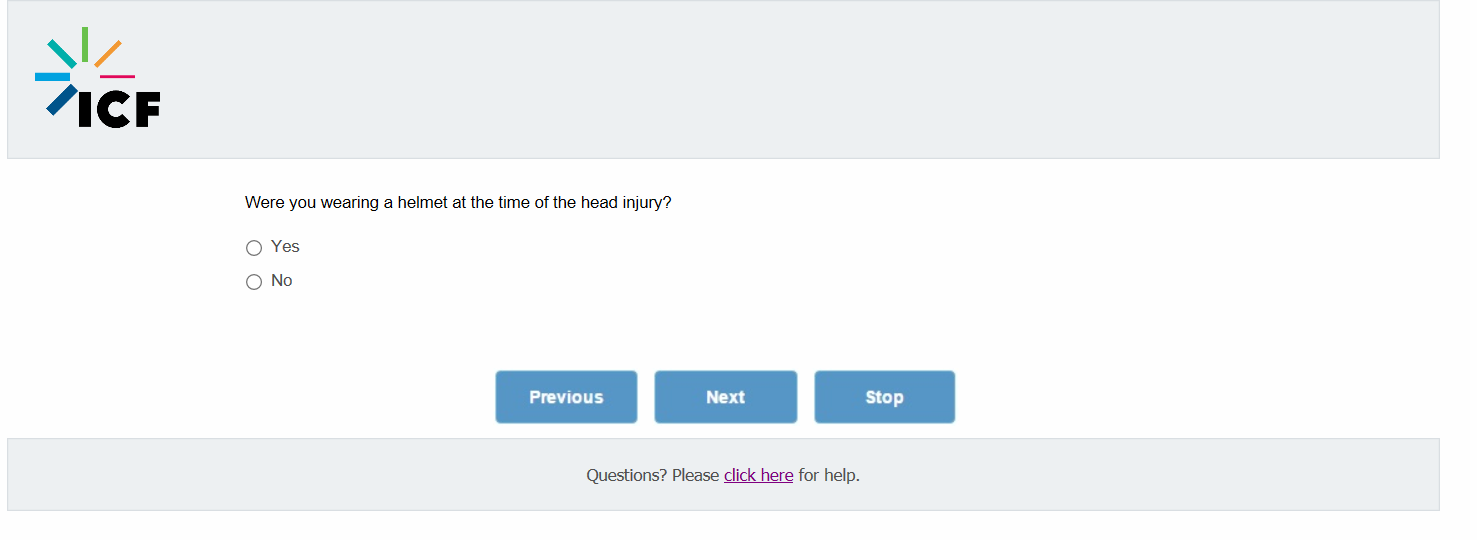 ICF
Were you wearing a helmet at the time of the head injury?
Yes
No
Previous Next Stop
Questions? Please click here for help.